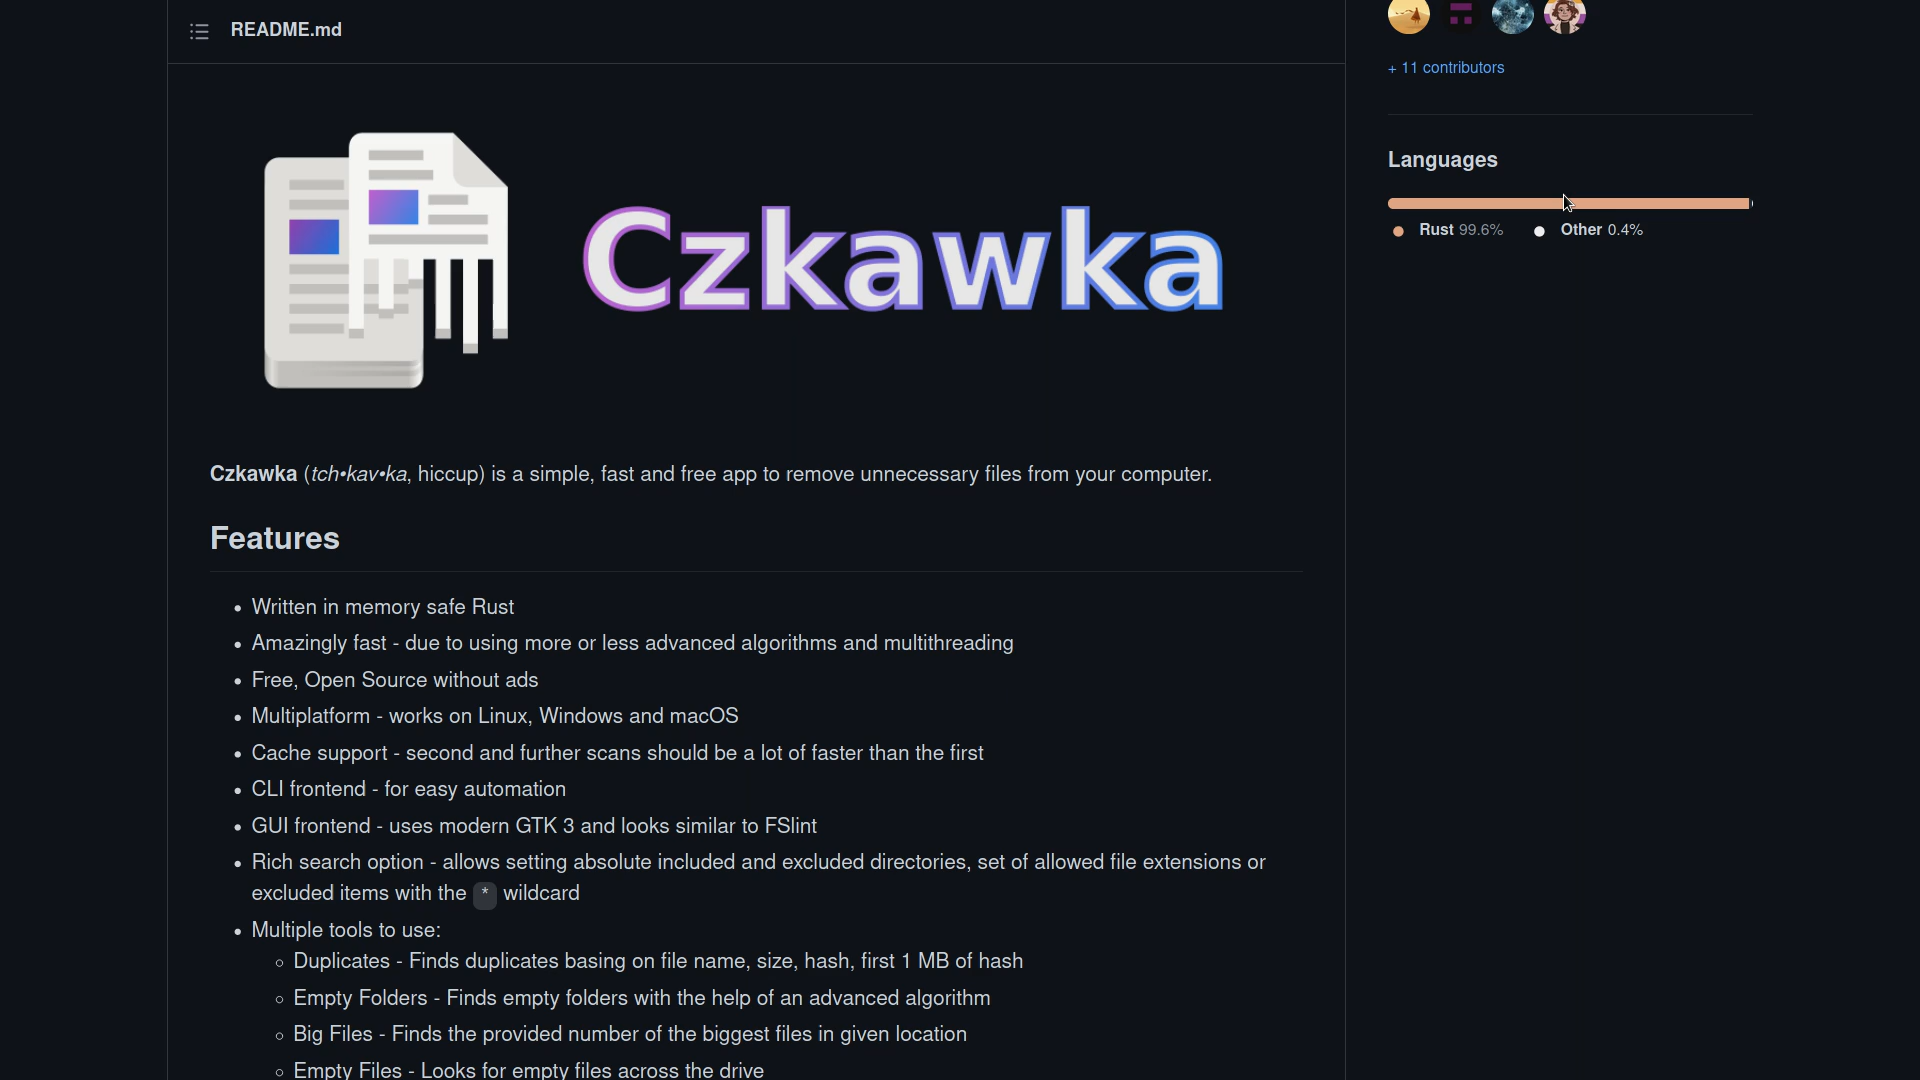 README.md
Czkawka
Czkawka (tch•kav•ka, hiccup) is a simple, fast and free app to remove unnecessary files from your computer.
Features
Written in memory safe Rust
Amazingly fast - due to using more or less advanced algorithms and multithreading
Free, Open Source without ads
Multiplatform - works on Linux, Windows and macOS
Cache support - second and further scans should be a lot of faster than the first
CLI frontend - for easy automation
GUI frontend - uses modern GTK 3 and looks similar to FSlint
Rich search option - allows setting absolute included and excluded directories, set of allowed file extensions or
excluded items with the * wildcard
Multiple tools to use:
Duplicates - Finds duplicates basing on file name, size, hash, first 1 MB of hash
Empty Folders - Finds empty folders with the help of an advanced algorithm
Big Files - Finds the provided number of the biggest files in given location
Empty Files - Looks for empty files across the drive
+ 11 contributors
Languages
Rust 99.6% Other 0.4%